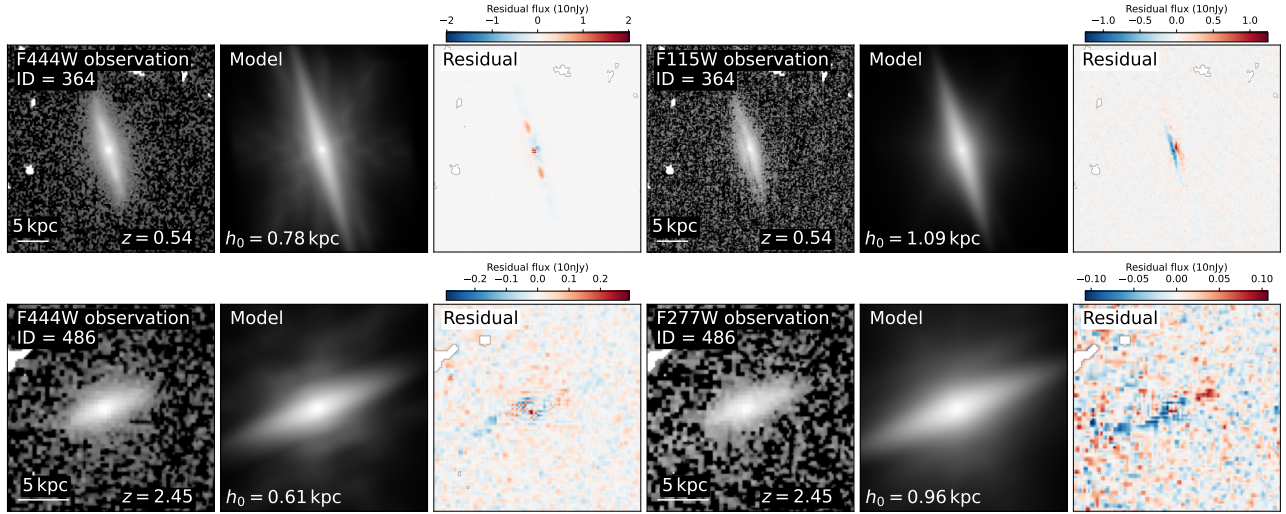 Residual flux (10nJy)
−2 −1 0 1 2
Residual flux (10nJy)
−1.0 −0.5 0.0 0.5 1.0
F444W observation,
ID = 364
5 kpc
z = 0.54
Model
h0 = 0.78 kpc
Residual
F115W observation,
ID = 364
5 kpc
z = 0.54
Model
h0 = 1.09 kpc
Residual
Residual flux (10nJy)
−0.2 −0.1 0.0 0.1 0.2
Residual flux (10nJy)
−0.10 −0.05 0.00 0.05 0.10
F444W observation
ID = 486
5 kpc
z = 2.45
Model
h0 = 0.61 kpc
Residual
F277W observation
ID = 486
5 kpc
z = 2.45
Model
h0 = 0.96 kpc
Residual